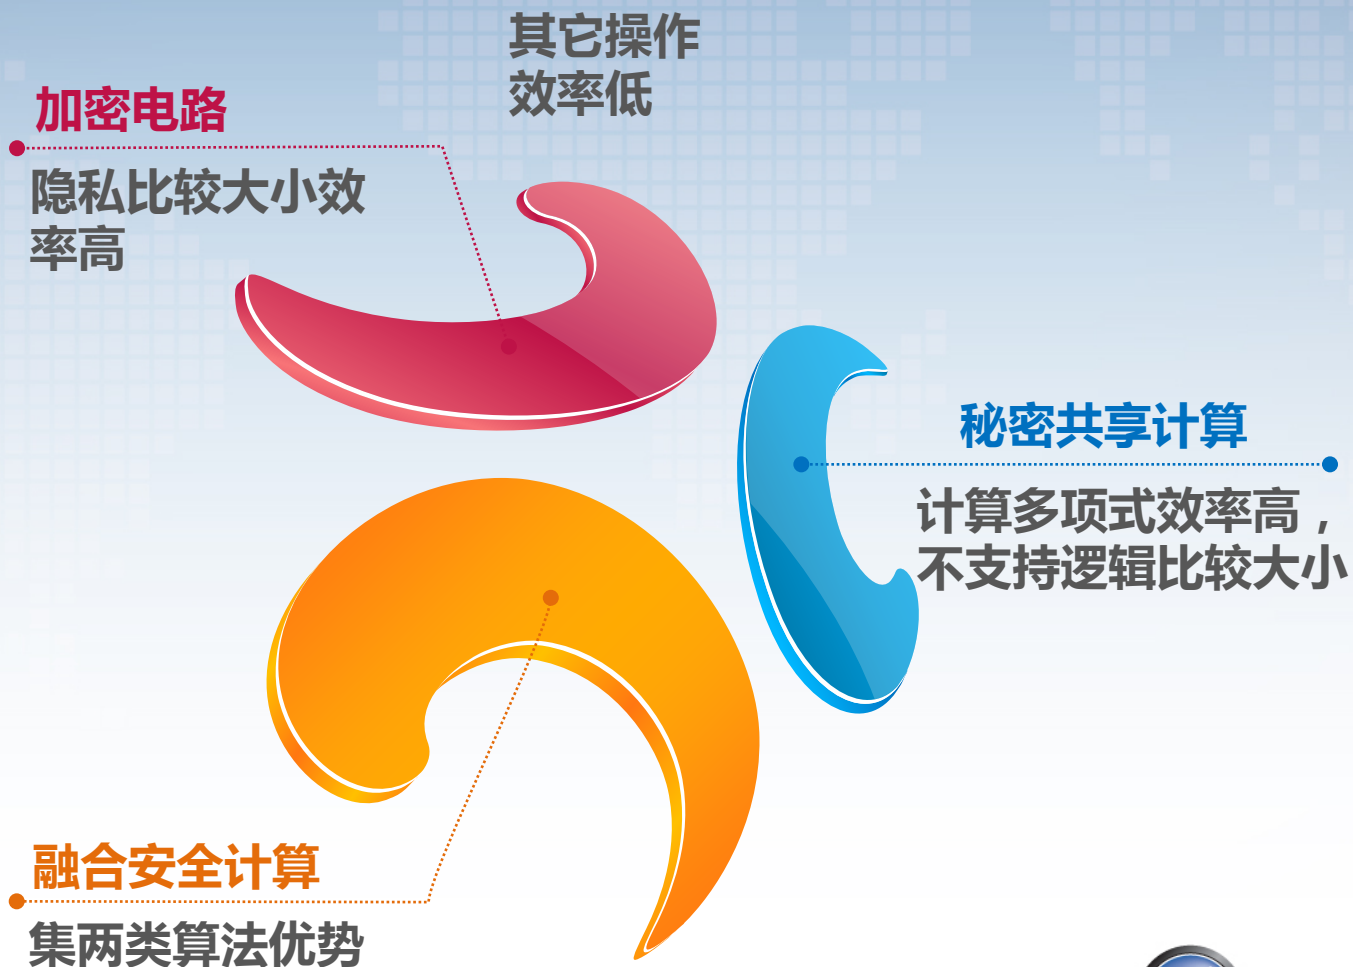 其它操作
效率低
加密电路
隐私比较大小效
率高
秘密共享计算
计算多项式效率高，
不支持逻辑比较大小
融合安全计算
集两类算法优势